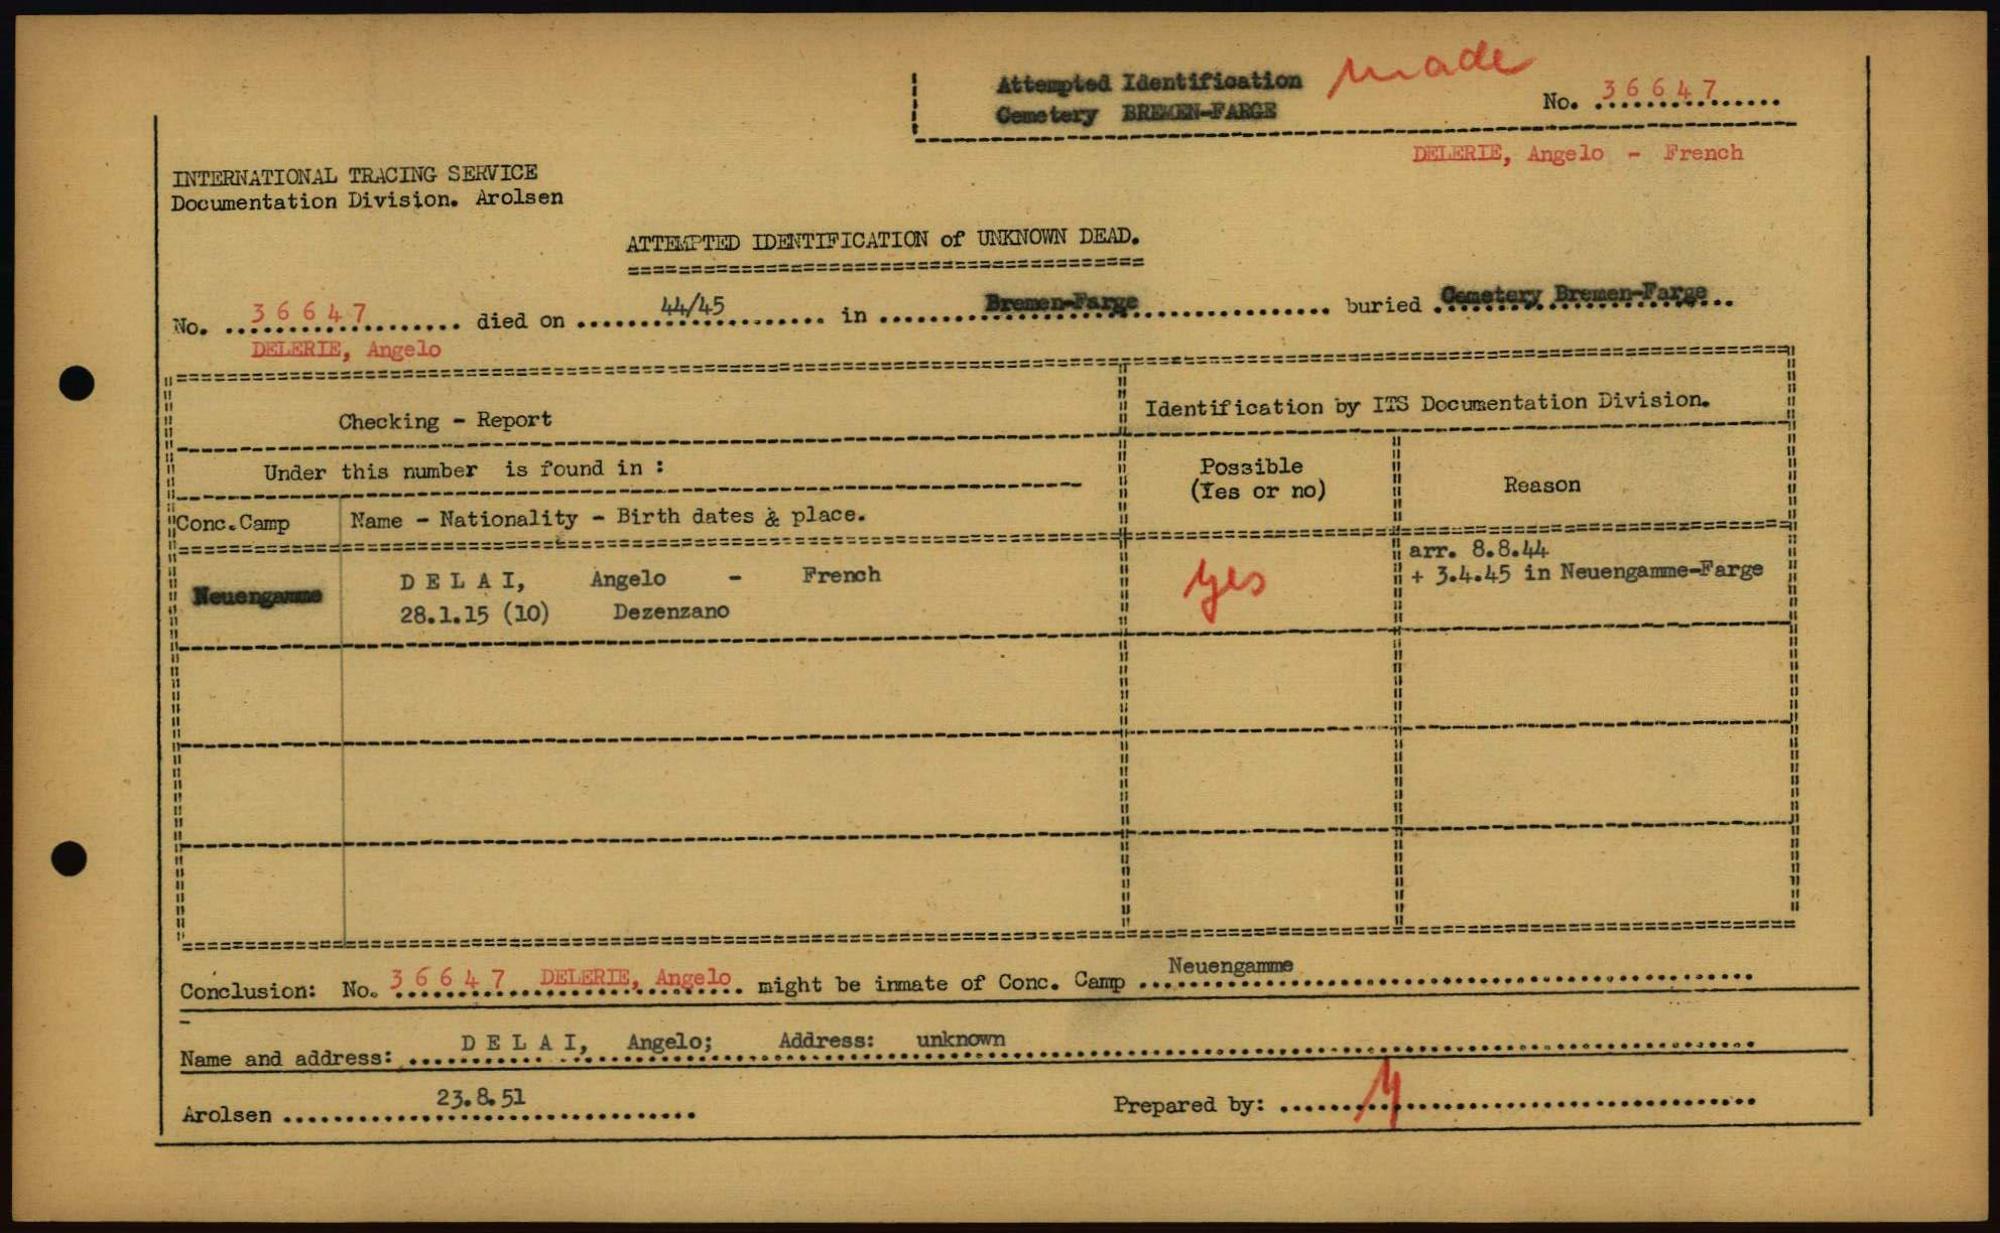 Attempted Identification made
Cemetery BREMEN-FARGE
No. 36647
DELERIE, Angelo - French
INTERNATIONAL TRACING SERVICE
Documentation Division. Arolsen
ATTEMPTED IDENTIFICATION of UNKNOWN DEAD.
No. 36647 died on 44/45 in Bremen-Farge buried Cemetery Bremen-Farge
DELERIE, Angelo
Checking - Report
Identification by ITS Documentation Division.
Under this number is found in :
Possible
(Yes or no)
Reason
Conc.Camp
Name - Nationality - Birth dates & place.
Neuengamme
D E L A I, Angelo - French
28.1.15 (10) Dezenzano
yes
arr. 8.8.44
+ 3.4.45 in Neuengamme-Farge
Conclusion: No. 36647 DELERIE, Angelo might be inmate of Conc. Camp Neuengamme
Name and address: D E L A I, Angelo; Address: unknown
Arolsen 23.8.51
Prepared by: